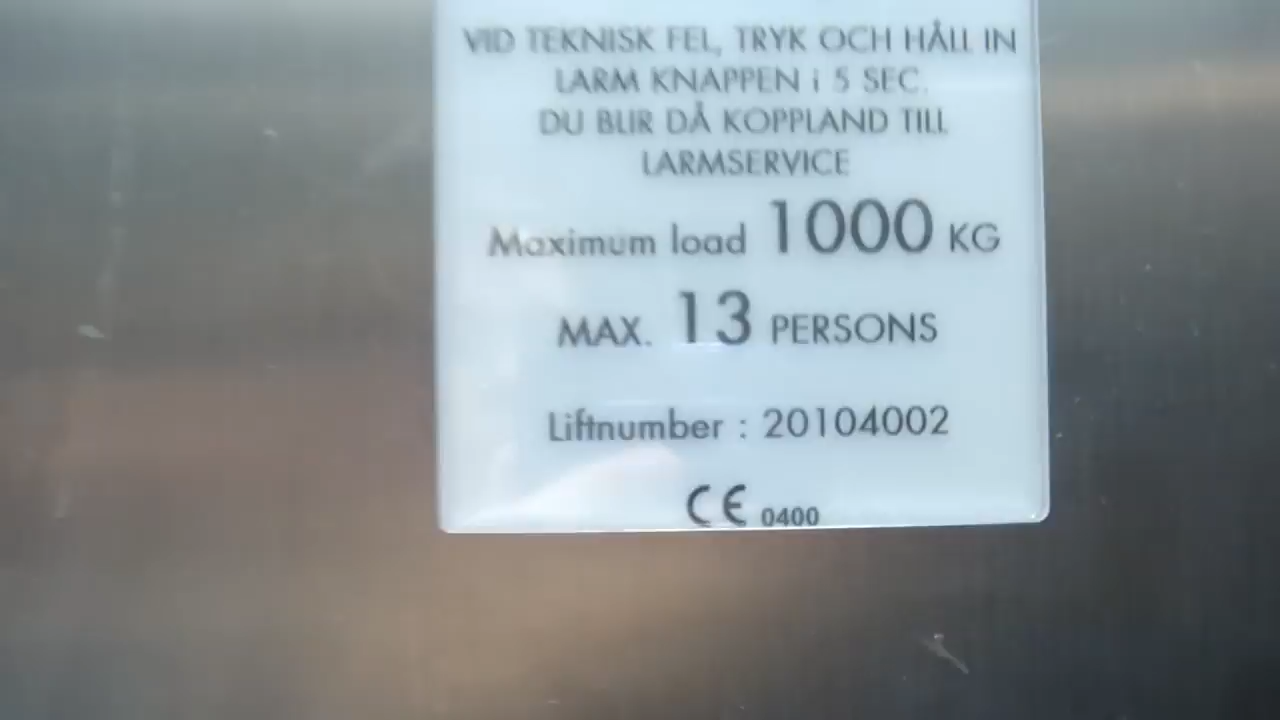 VID TEKNISK FEL, TRYK OCH HÅLL IN
LARM KNAPPEN i 5 SEC.
DU BLIR DÅ KOPPLAND TILL
LARMSERVICE
Maximum load 1000 KG
MAX. 13 PERSONS
Liftnumber : 20104002
CE 0400